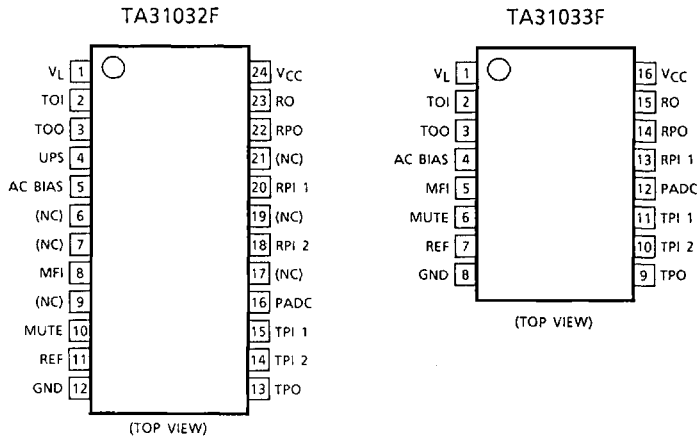 TA31032F
VL 1 24 VCC
TOI 2 23 RO
TOO 3 22 RPO
UPS 4 21 (NC)
AC BIAS 5 20 RPI 1
(NC) 6 19 (NC)
(NC) 7 18 RPI 2
MFI 8 17 (NC)
(NC) 9 16 PADC
MUTE 10 15 TPI 1
REF 11 14 TPI 2
GND 12 13 TPO
(TOP VIEW)
TA31033F
VL 1 16 VCC
TOI 2 15 RO
TOO 3 14 RPO
AC BIAS 4 13 RPI 1
MFI 5 12 PADC
MUTE 6 11 TPI 1
REF 7 10 TPI 2
GND 8 9 TPO
(TOP VIEW)